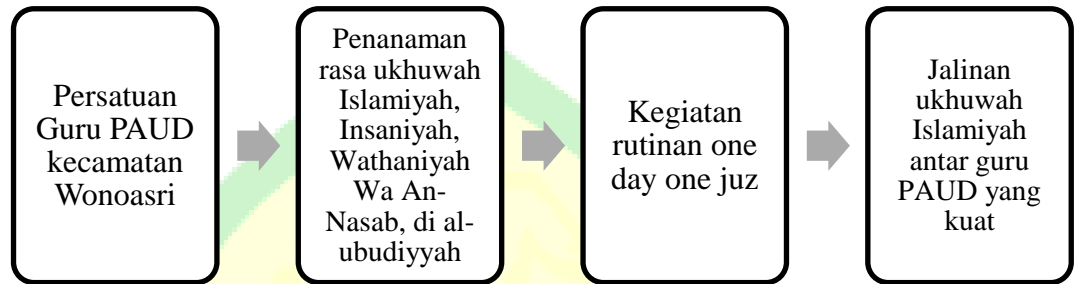 Persatuan
Guru PAUD
kecamatan
Wonoasri
Penanaman
rasa ukhuwah
Islamiyah,
Insaniyah,
Wathaniyah
Wa An-
Nasab, di al-
ubudiyyah
Kegiatan
rutinan one
day one juz
Jalinan
ukhuwah
Islamiyah
antar guru
PAUD yang
kuat